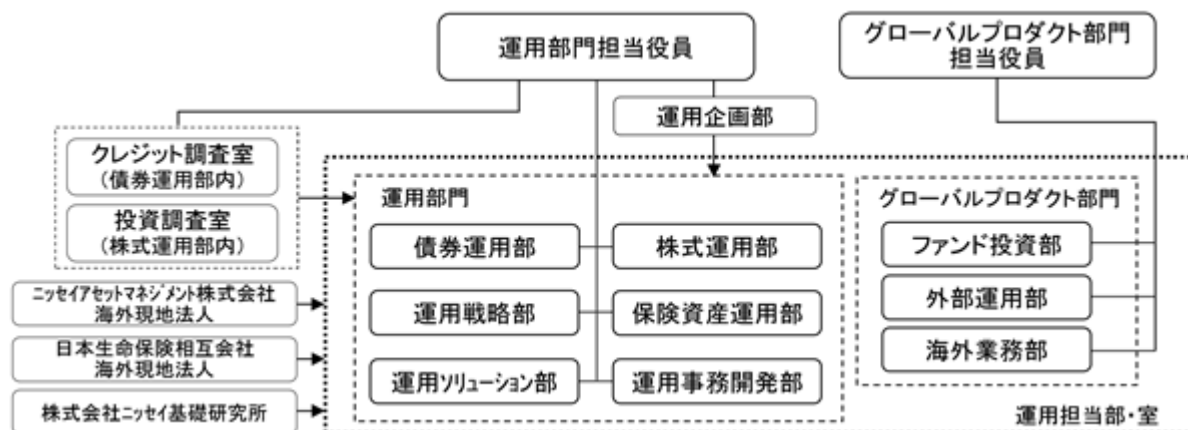 運用部門担当役員
グローバルプロダクト部門
担当役員
運用企画部
クレジット調査室
（債券運用部内）
投資調査室
（株式運用部内）
ニッセイアセットマネジメント株式会社
海外現地法人
日本生命保険相互会社
海外現地法人
株式会社ニッセイ基礎研究所
運用部門
債券運用部
株式運用部
運用戦略部
保険資産運用部
運用ソリューション部
運用事務開発部
グローバルプロダクト部門
ファンド投資部
外部運用部
海外業務部
運用担当部・室